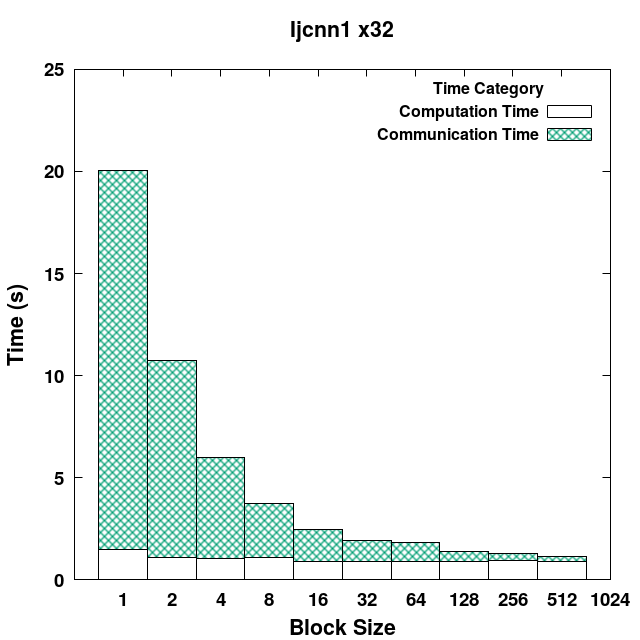 Ijcnn1 x32
25
20
15
10
5
0
Time (s)
Time Category
Computation Time
Communication Time
1 2 4 8 16 32 64 128 256 512 1024
Block Size